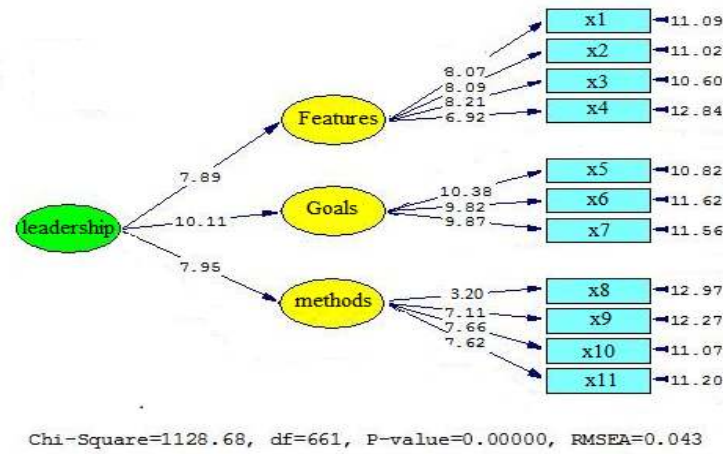 x1 11.09
x2 11.02
8.07
8.09
x3 10.60
8.21
Features
6.92
x4 12.84
7.89
x5 10.82
10.38
x6 11.62
9.82
Goals
9.87
x7 11.56
10.11
leadership
7.95
x8 12.97
3.20
methods
7.11
x9 12.27
7.66
x10 11.07
7.62
x11 11.20
Chi-Square=1128.68, df=661, P-value=0.00000, RMSEA=0.043